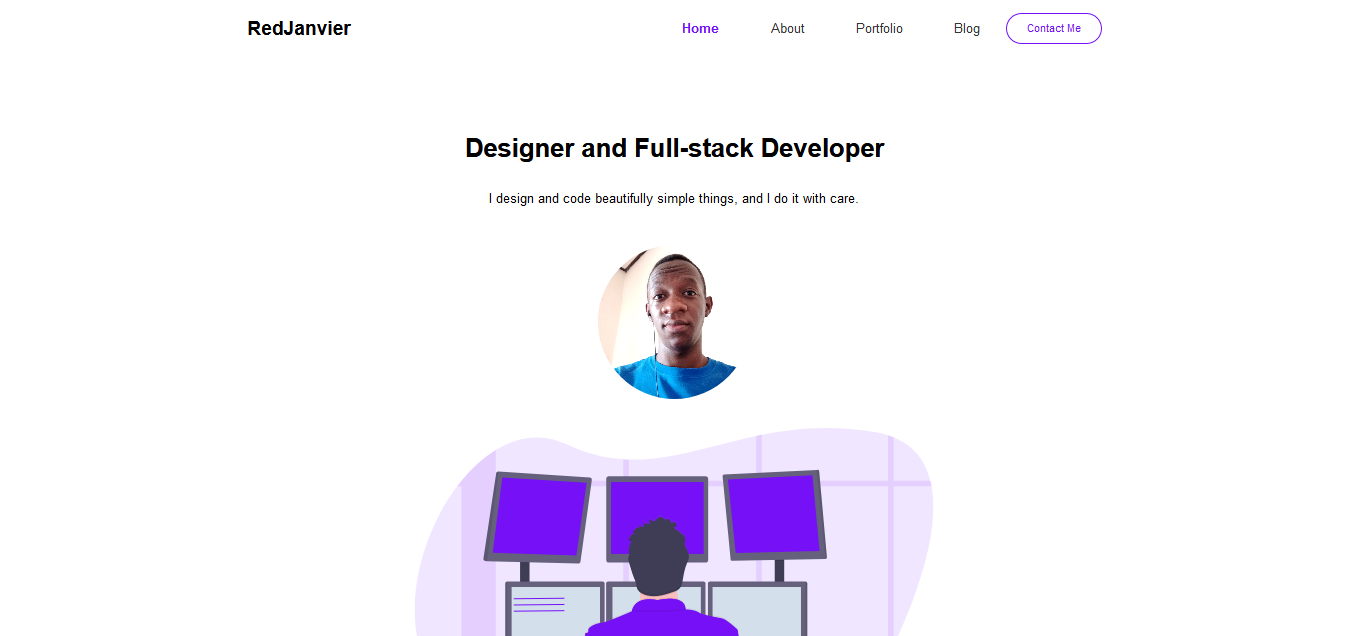 RedJanvier
Home
About
Portfolio
Blog
Contact Me
Designer and Full-stack Developer
I design and code beautifully simple things, and I do it with care.